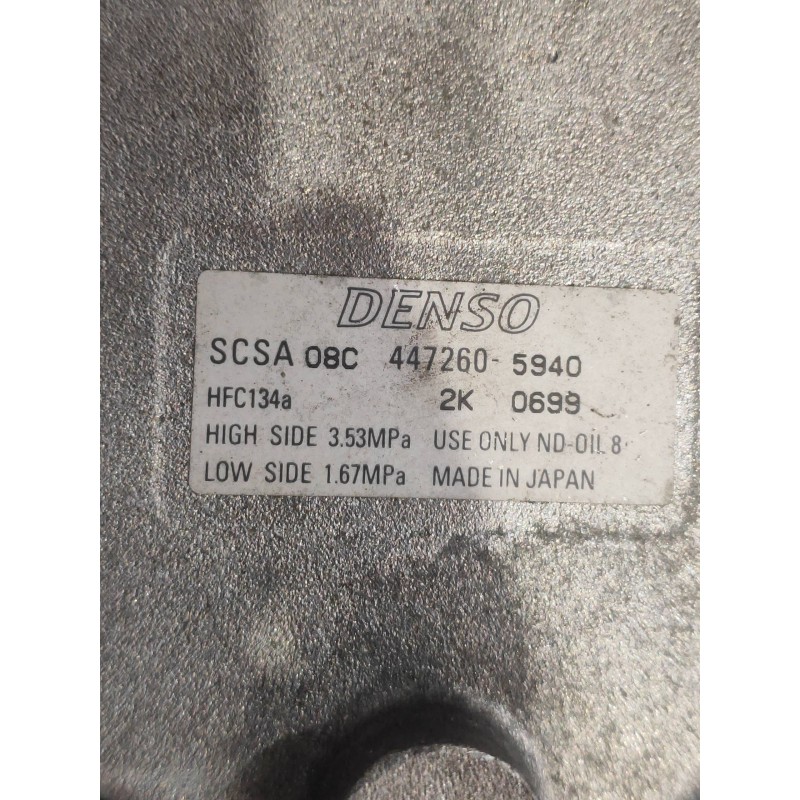 DENSO
SCSA 08C 447260-5940
HFC134a 2K 0699
HIGH SIDE 3.53MPa USE ONLY ND-OIL 8
LOW SIDE 1.67MPa MADE IN JAPAN